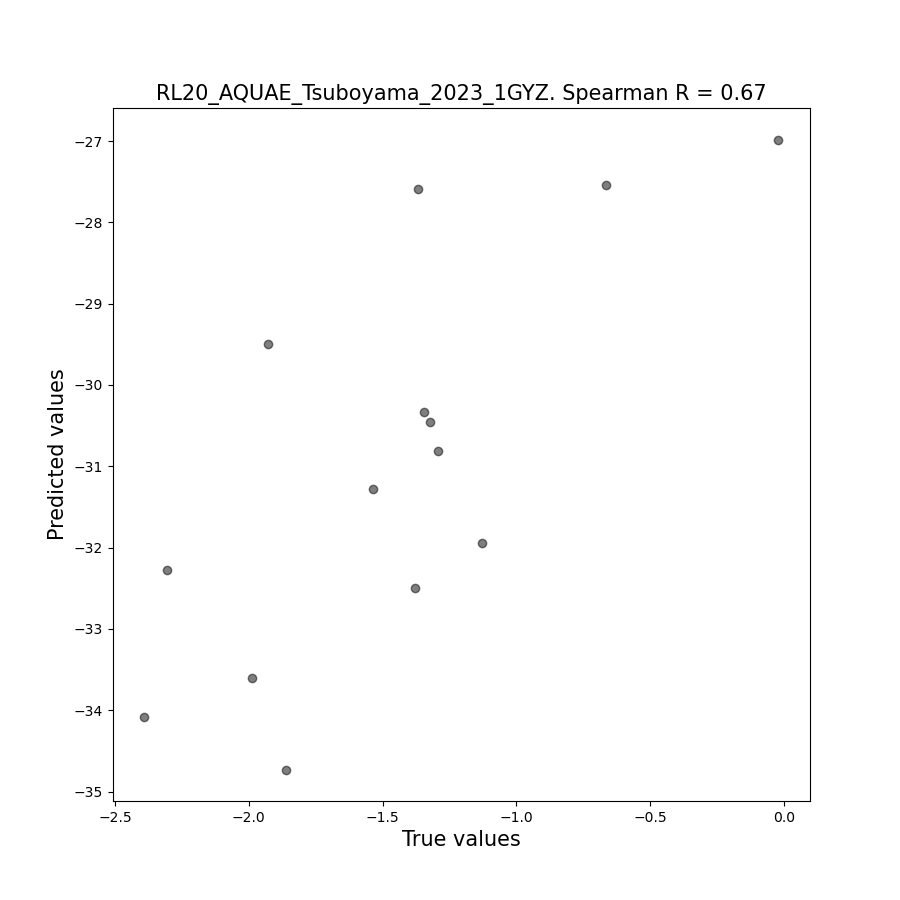 RL20_AQUAE_Tsuboyama_2023_1GYZ. Spearman R = 0.67
Predicted values
−27
−28
−29
−30
−31
−32
−33
−34
−35
−2.5 −2.0 −1.5 −1.0 −0.5 0.0
True values